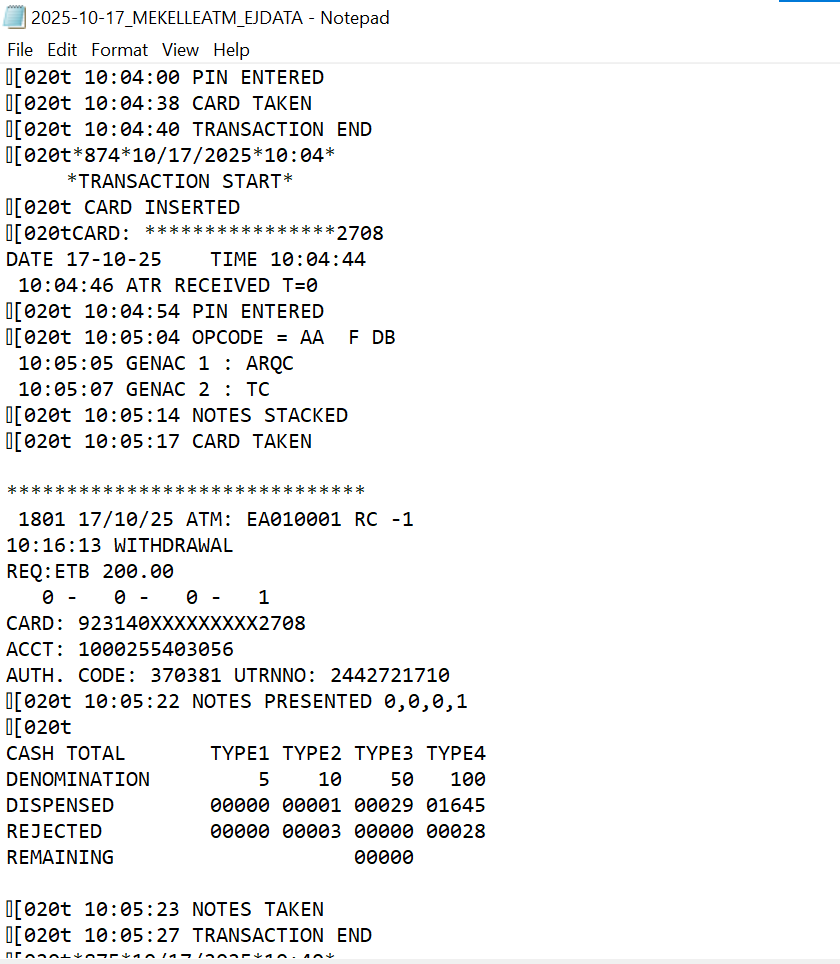 2025-10-17_MEKELLEATM_EJDATA - Notepad
File Edit Format View Help
[020t 10:04:00 PIN ENTERED
[020t 10:04:38 CARD TAKEN
[020t 10:04:40 TRANSACTION END
[020t*874*10/17/2025*10:04*
*TRANSACTION START*
[020t CARD INSERTED
[020tCARD: ****************2708
DATE 17-10-25    TIME 10:04:44
10:04:46 ATR RECEIVED T=0
[020t 10:04:54 PIN ENTERED
[020t 10:05:04 OPCODE = AA  F DB
10:05:05 GENAC 1 : ARQC
10:05:07 GENAC 2 : TC
[020t 10:05:14 NOTES STACKED
[020t 10:05:17 CARD TAKEN
******************************
1801 17/10/25 ATM: EA010001 RC -1
10:16:13 WITHDRAWAL
REQ:ETB 200.00
0 -   0 -   0 -   1
CARD: 923140XXXXXXXXX2708
ACCT: 1000255403056
AUTH. CODE: 370381 UTRNNO: 2442721710
[020t 10:05:22 NOTES PRESENTED 0,0,0,1
[020t
CASH TOTAL       TYPE1 TYPE2 TYPE3 TYPE4
DENOMINATION         5    10    50   100
DISPENSED        00000 00001 00029 01645
REJECTED         00000 00003 00000 00028
REMAINING                    00000
[020t 10:05:23 NOTES TAKEN
[020t 10:05:27 TRANSACTION END